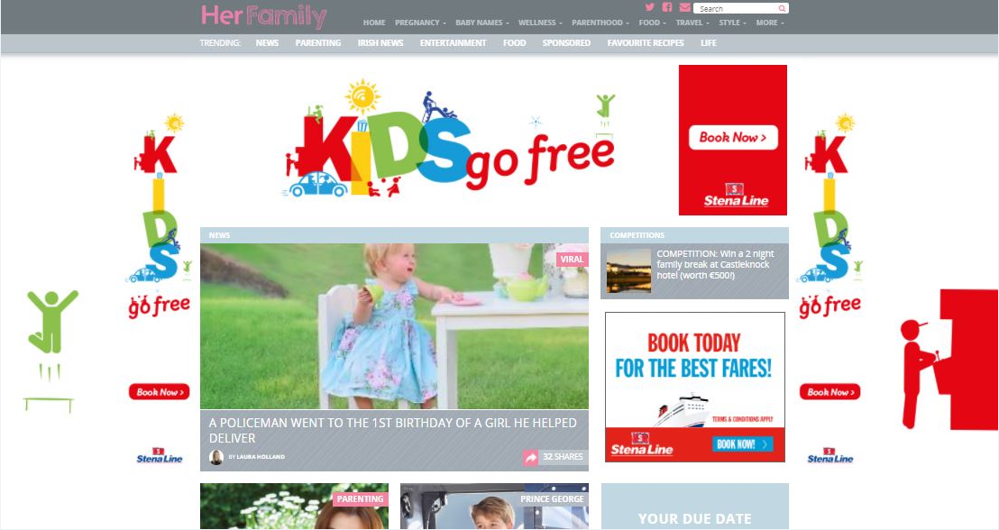 HerFamily
Search
HOME PREGNANCY BABY NAMES WELLNESS PARENTHOOD FOOD TRAVEL STYLE MORE
TRENDING: NEWS PARENTING IRISH NEWS ENTERTAINMENT FOOD SPONSORED FAVOURITE RECIPES LIFE
KIDS go free
Book Now >
S
Stena Line
KIDS
go free
Book Now >
S
Stena Line
KIDS
go free
Book Now >
S
Stena Line
NEWS
VIRAL
A POLICEMAN WENT TO THE 1ST BIRTHDAY OF A GIRL HE HELPED
DELIVER
BY LAURA HOLLAND
32 SHARES
COMPETITIONS
COMPETITION: Win a 2 night
family break at Castleknock
hotel (worth €500!)
BOOK TODAY
FOR THE BEST FARES!
TERMS & CONDITIONS APPLY
S
Stena Line
BOOK NOW! >
PARENTING
PRINCE GEORGE
YOUR DUE DATE